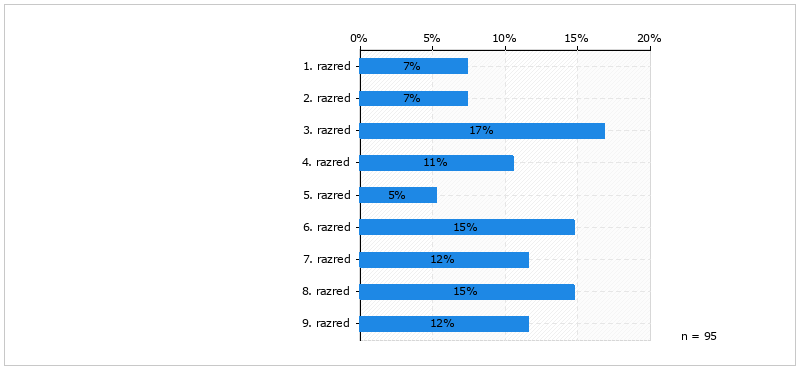 0% 5% 10% 15% 20%
1. razred 7%
2. razred 7%
3. razred 17%
4. razred 11%
5. razred 5%
6. razred 15%
7. razred 12%
8. razred 15%
9. razred 12%
n = 95